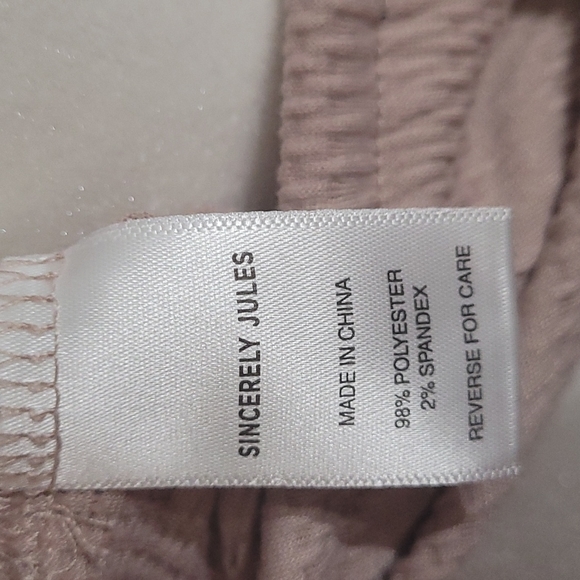 SINCERELY JULES
MADE IN CHINA
98% POLYESTER
2% SPANDEX
REVERSE FOR CARE